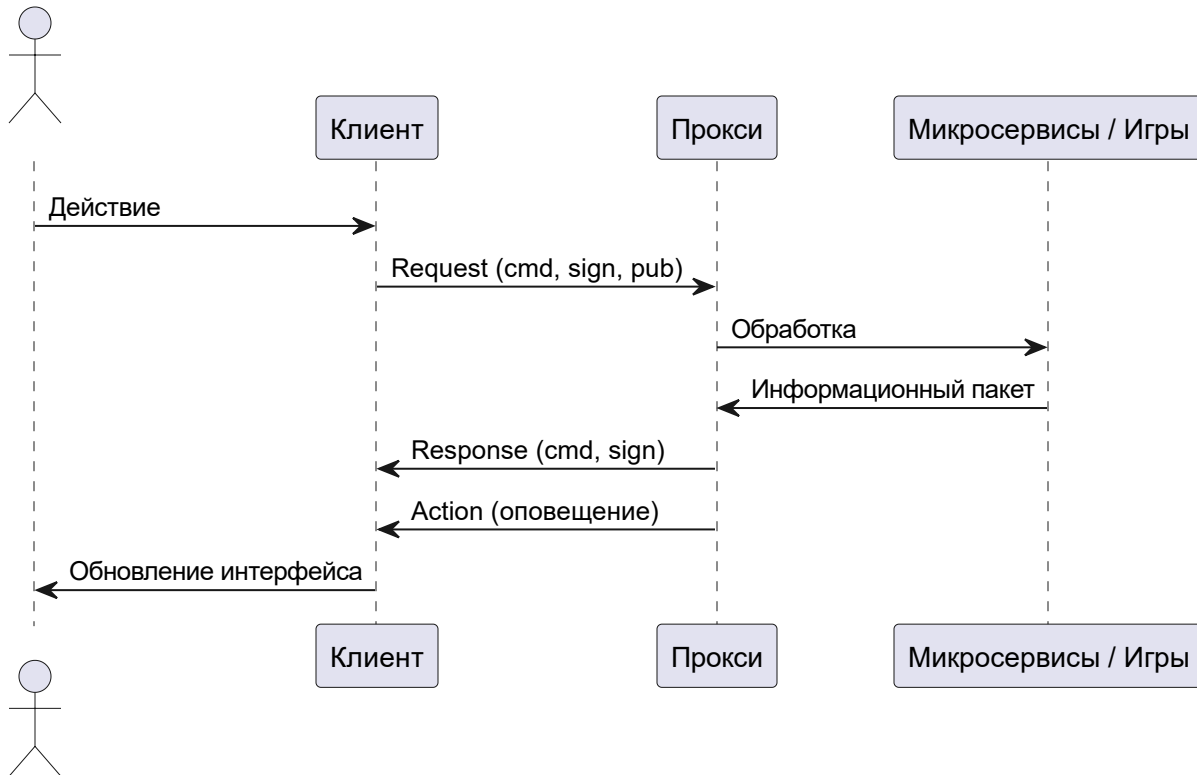 Клиент
Прокси
Микросервисы / Игры
Действие
Request (cmd, sign, pub)
Обработка
Информационный пакет
Response (cmd, sign)
Action (оповещение)
Обновление интерфейса
Клиент
Прокси
Микросервисы / Игры